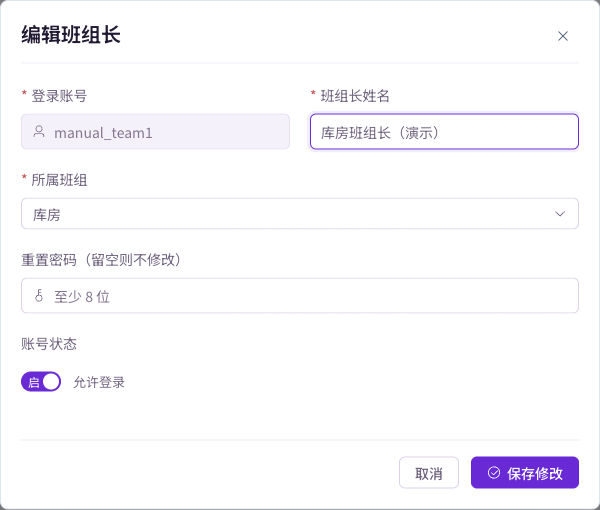 编辑班组长
* 登录账号
* 班组长姓名
manual_team1
库房班组长（演示）
* 所属班组
库房
重置密码（留空则不修改）
至少 8 位
账号状态
启 允许登录
取消
保存修改